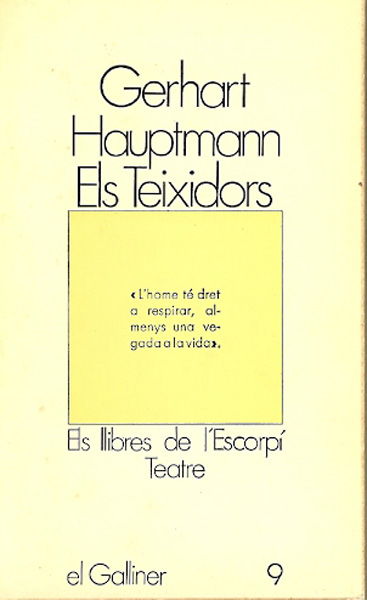 Gerhart
Hauptmann
Els Teixidors
«L'home té dret
a respirar, al-
menys una ve-
gada a la vida».
Els llibres de l'Escorpí
Teatre
el Galliner 9